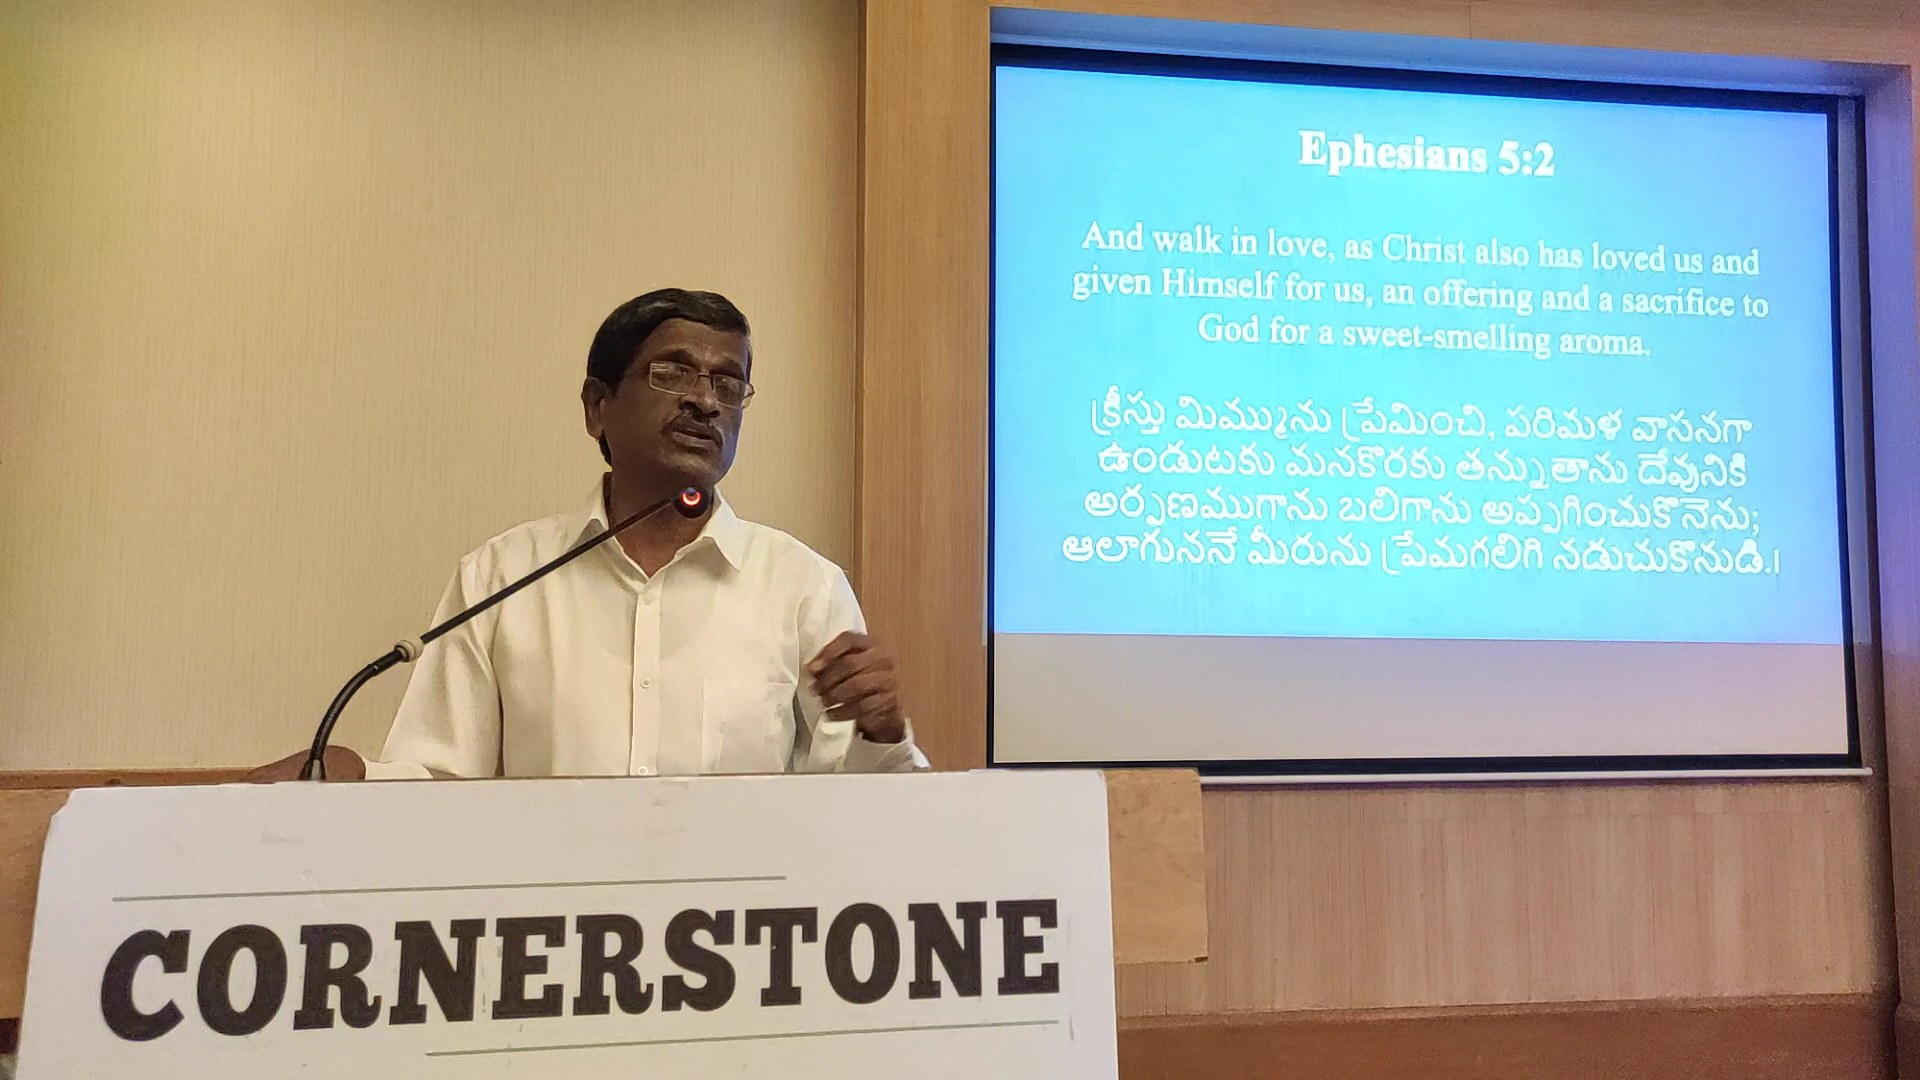 Ephesians 5:2
And walk in love, as Christ also has loved us and
given Himself for us, an offering and a sacrifice to
God for a sweet-smelling aroma.
క్రీస్తు మిమ్మును ప్రేమించి, పరిమళ వాసనగా
ఉండుటకు మనకొరకు తన్నుతాను దేవునికి
అర్పణముగాను బలిగాను అప్పగించుకొనెను;
ఆలాగుననే మీరును ప్రేమగలిగి నడుచుకొనుడి.।
CORNERSTONE